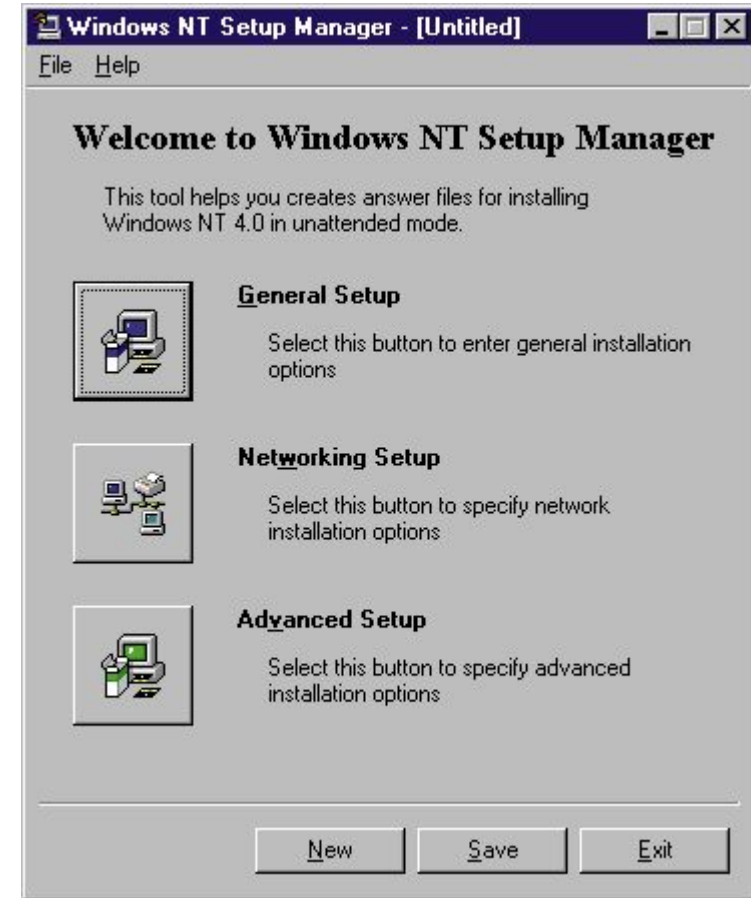 Windows NT Setup Manager - [Untitled]
File Help
Welcome to Windows NT Setup Manager
This tool helps you creates answer files for installing
Windows NT 4.0 in unattended mode.
General Setup
Select this button to enter general installation
options
Networking Setup
Select this button to specify network
installation options
Advanced Setup
Select this button to specify advanced
installation options
New Save Exit